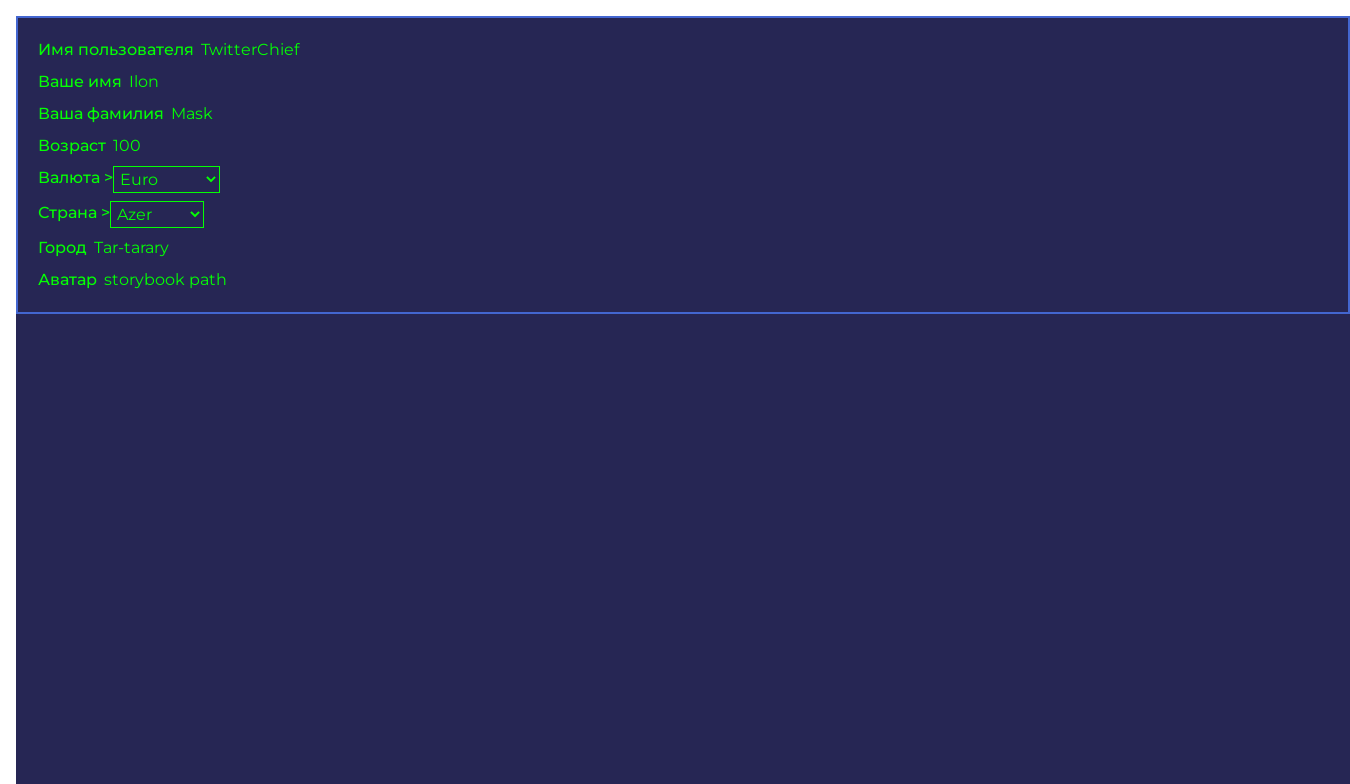 Имя пользователя TwitterChief
Ваше имя Ilon
Ваша фамилия Mask
Возраст 100
Валюта > Euro
Страна > Azer
Город Tar-tarary
Аватар storybook path